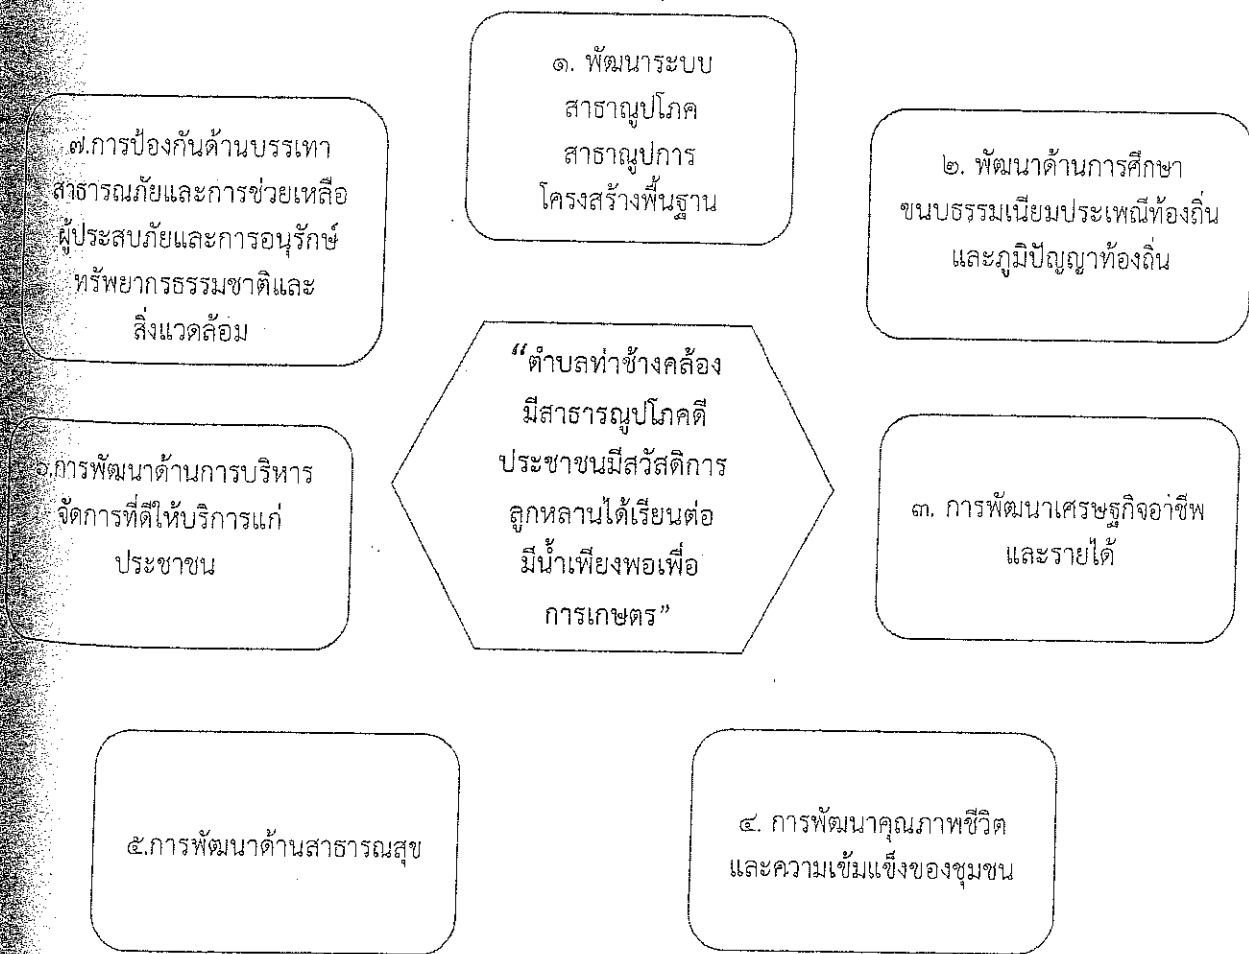 ๑. พัฒนาระบบ
สาธาณูปโภค
สาธาณูปการ
โครงสร้างพื้นฐาน
๒. พัฒนาด้านการศึกษา
ขนบธรรมเนียมประเพณีท้องถิ่น
และภูมิปัญญาท้องถิ่น
๓. การพัฒนาเศรษฐกิจอาชีพ
และรายได้
๔. การพัฒนาคุณภาพชีวิต
และความเข้มแข็งของชุมชน
๕.การพัฒนาด้านสาธารณสุข
๖.การพัฒนาด้านการบริหาร
จัดการที่ดีให้บริการแก่
ประชาชน
๗.การป้องกันด้านบรรเทา
สาธารณภัยและการช่วยเหลือ
ผู้ประสบภัยและการอนุรักษ์
ทรัพยากรธรรมชาติและ
สิ่งแวดล้อม
“ตำบลท่าช้างคล้อง
มีสาธารณูปโภคดี
ประชาชนมีสวัสดิการ
ลูกหลานได้เรียนต่อ
มีน้ำเพียงพอเพื่อ
การเกษตร”